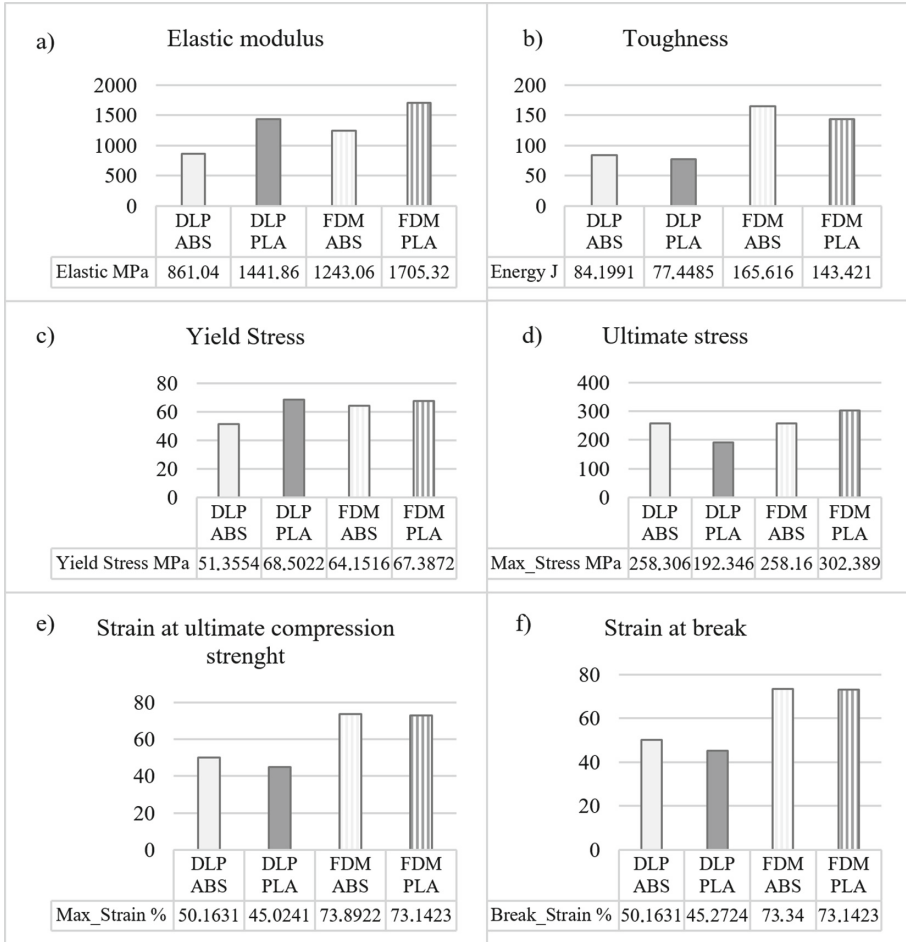 a)
Elastic modulus
2000
1500
1000
500
0
DLP ABS
DLP PLA
FDM ABS
FDM PLA
Elastic MPa 861.04 1441.86 1243.06 1705.32
b)
Toughness
200
150
100
50
0
DLP ABS
DLP PLA
FDM ABS
FDM PLA
Energy J 84.1991 77.4485 165.616 143.421
c)
Yield Stress
80
60
40
20
0
DLP ABS
DLP PLA
FDM ABS
FDM PLA
Yield Stress MPa 51.3554 68.5022 64.1516 67.3872
d)
Ultimate stress
400
300
200
100
0
DLP ABS
DLP PLA
FDM ABS
FDM PLA
Max_Stress MPa 258.306 192.346 258.16 302.389
e)
Strain at ultimate compression
strenght
80
60
40
20
0
DLP ABS
DLP PLA
FDM ABS
FDM PLA
Max_Strain % 50.1631 45.0241 73.8922 73.1423
f)
Strain at break
80
60
40
20
0
DLP ABS
DLP PLA
FDM ABS
FDM PLA
Break_Strain % 50.1631 45.2724 73.34 73.1423